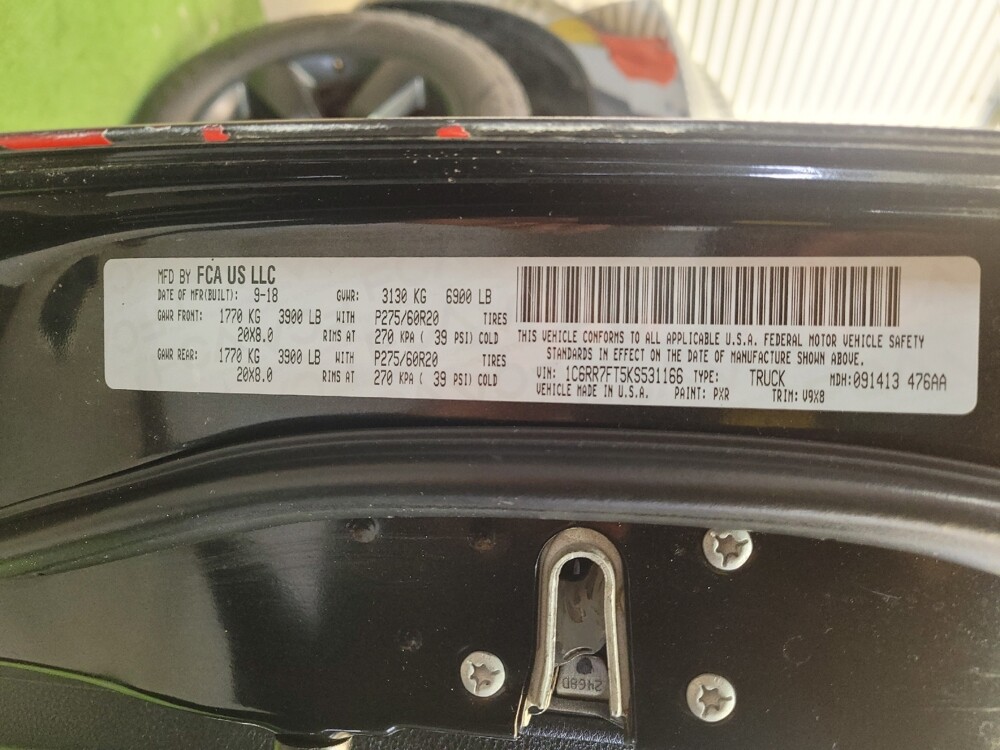 MFD BY FCA US LLC
DATE OF MFR(BUILT): 9-18 GVWR: 3130 KG 6900 LB
GAWR FRONT: 1770 KG 3900 LB WITH P275/60R20 TIRES
20X8.0 RIMS AT 270 KPA ( 39 PSI) COLD
GAWR REAR: 1770 KG 3900 LB WITH P275/60R20 TIRES
20X8.0 RIMS AT 270 KPA ( 39 PSI) COLD
THIS VEHICLE CONFORMS TO ALL APPLICABLE U.S.A. FEDERAL MOTOR VEHICLE SAFETY
STANDARDS IN EFFECT ON THE DATE OF MANUFACTURE SHOWN ABOVE.
VIN: 1C6RR7FT5KS531166 TYPE: TRUCK MDH:091413 476AA
VEHICLE MADE IN U.S.A. PAINT: PXR TRIM: V9X8
2468D